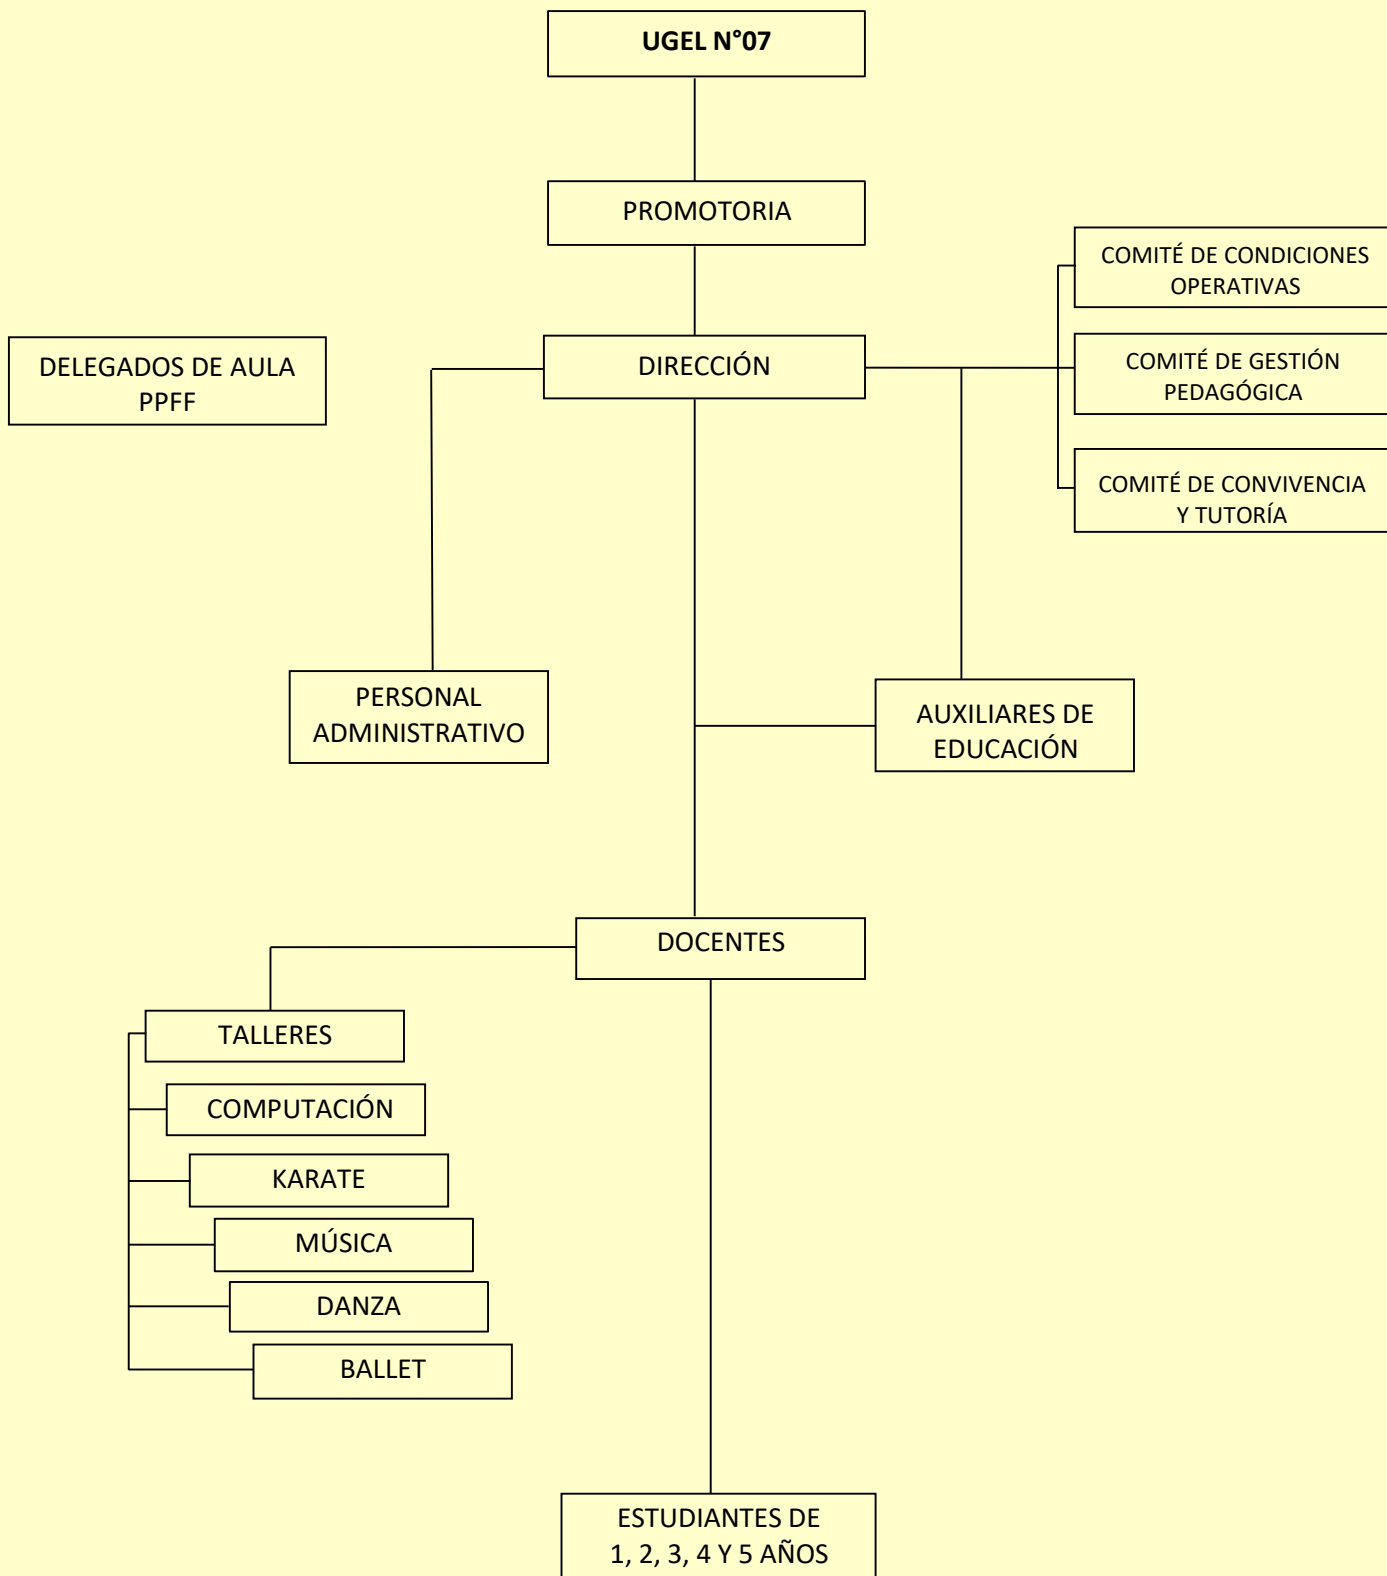 UGEL N°07
PROMOTORIA
COMITÉ DE CONDICIONES
OPERATIVAS
DELEGADOS DE AULA
PPFF
DIRECCIÓN
COMITÉ DE GESTIÓN
PEDAGÓGICA
COMITÉ DE CONVIVENCIA
Y TUTORÍA
PERSONAL
ADMINISTRATIVO
AUXILIARES DE
EDUCACIÓN
DOCENTES
TALLERES
COMPUTACIÓN
KARATE
MÚSICA
DANZA
BALLET
ESTUDIANTES DE
1, 2, 3, 4 Y 5 AÑOS